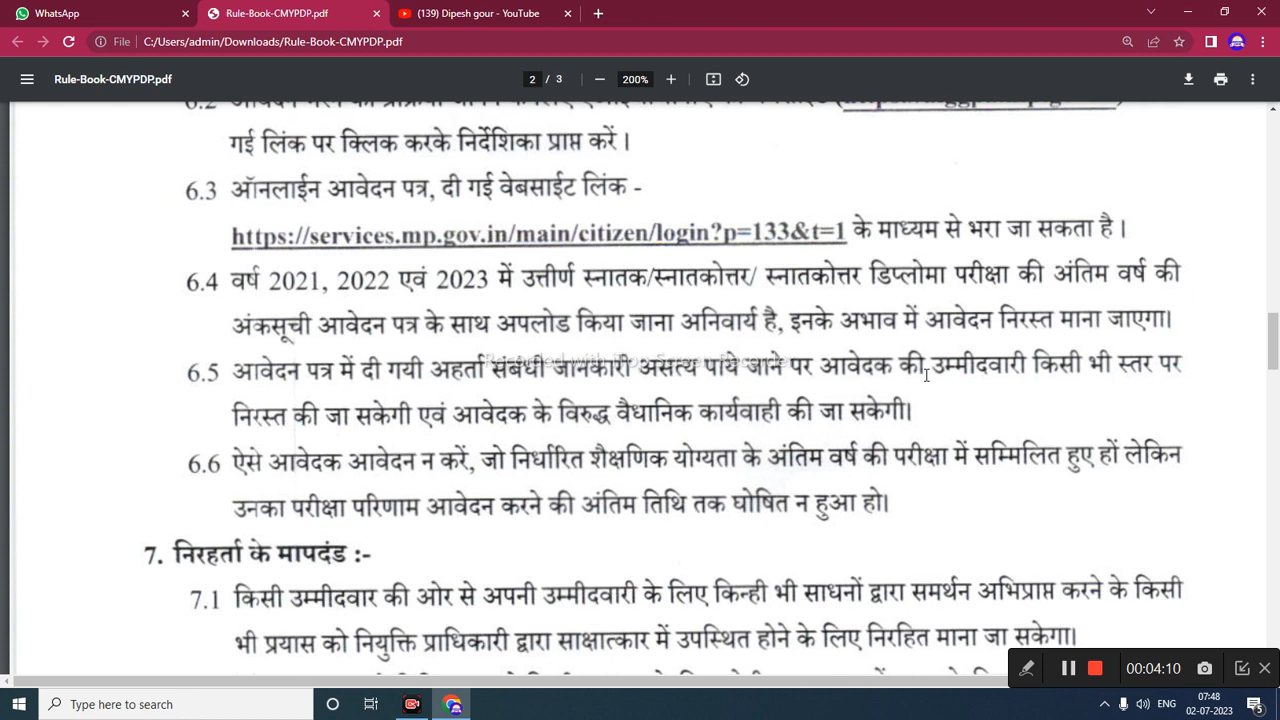 WhatsApp
Rule-Book-CMYPDP.pdf
(139) Dipesh gour - YouTube
File
C:/Users/admin/Downloads/Rule-Book-CMYPDP.pdf
Rule-Book-CMYPDP.pdf
2 / 3
200%
6.2
गई लिंक पर क्लिक करके निर्देशिका प्राप्त करें।
6.3 ऑनलाईन आवेदन पत्र, दी गई वेबसाईट लिंक -
https://services.mp.gov.in/main/citizen/login?p=133&t=1 के माध्यम से भरा जा सकता है।
6.4 वर्ष 2021, 2022 एवं 2023 में उत्तीर्ण स्नातक/स्नातकोत्तर/ स्नातकोत्तर डिप्लोमा परीक्षा की अंतिम वर्ष की
अंकसूची आवेदन पत्र के साथ अपलोड किया जाना अनिवार्य है, इनके अभाव में आवेदन निरस्त माना जाएगा।
6.5 आवेदन पत्र में दी गयी अहर्ता संबंधी जानकारी असत्य पाये जाने पर आवेदक की उम्मीदवारी किसी भी स्तर पर
निरस्त की जा सकेगी एवं आवेदक के विरुद्ध वैधानिक कार्यवाही की जा सकेगी।
6.6 ऐसे आवेदक आवेदन न करें, जो निर्धारित शैक्षणिक योग्यता के अंतिम वर्ष की परीक्षा में सम्मिलित हुए हों लेकिन
उनका परीक्षा परिणाम आवेदन करने की अंतिम तिथि तक घोषित न हुआ हो।
7. निरहर्ता के मापदंड :-
7.1 किसी उम्मीदवार की ओर से अपनी उम्मीदवारी के लिए किन्ही भी साधनों द्वारा समर्थन अभिप्राप्त करने के किसी
भी प्रयास को नियुक्ति प्राधिकारी द्वारा साक्षात्कार में उपस्थित होने के लिए निरहित माना जा सकेगा।
Recorded with iTop Screen Recorder
00:04:10
Type here to search
ENG
07:48
02-07-2023
5